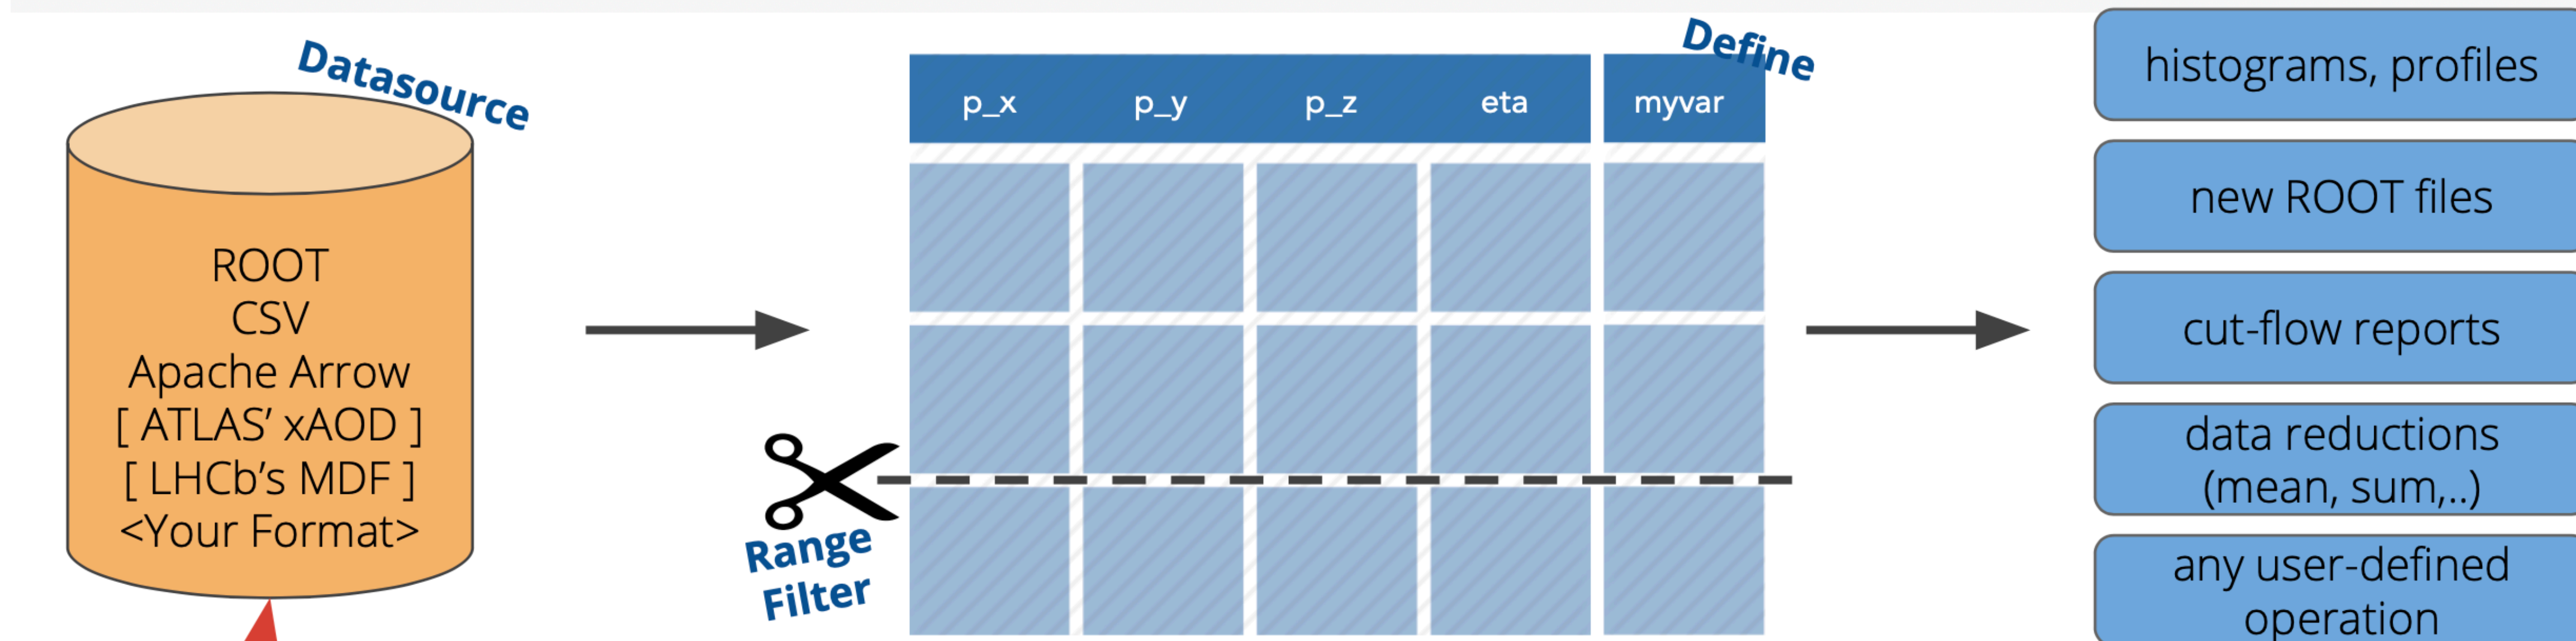 Datasource
ROOT
CSV
Apache Arrow
[ ATLAS’ xAOD ]
[ LHCb’s MDF ]
<Your Format>
Define
p_x p_y p_z eta myvar
Range
Filter
histograms, profiles
new ROOT files
cut-flow reports
data reductions
(mean, sum,..)
any user-defined
operation